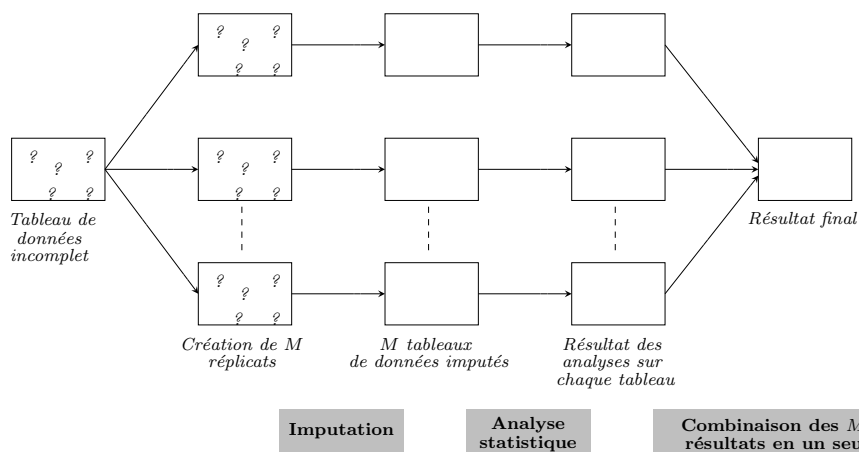 ? ?
?
? ?
? ?
?
? ?
? ?
?
? ?
? ?
?
? ?
Tableau de
données
incomplet
Résultat final
Création de M
réplicats
M tableaux
de données imputés
Résultat des
analyses sur
chaque tableau
Imputation
Analyse
statistique
Combinaison des M
résultats en un seu